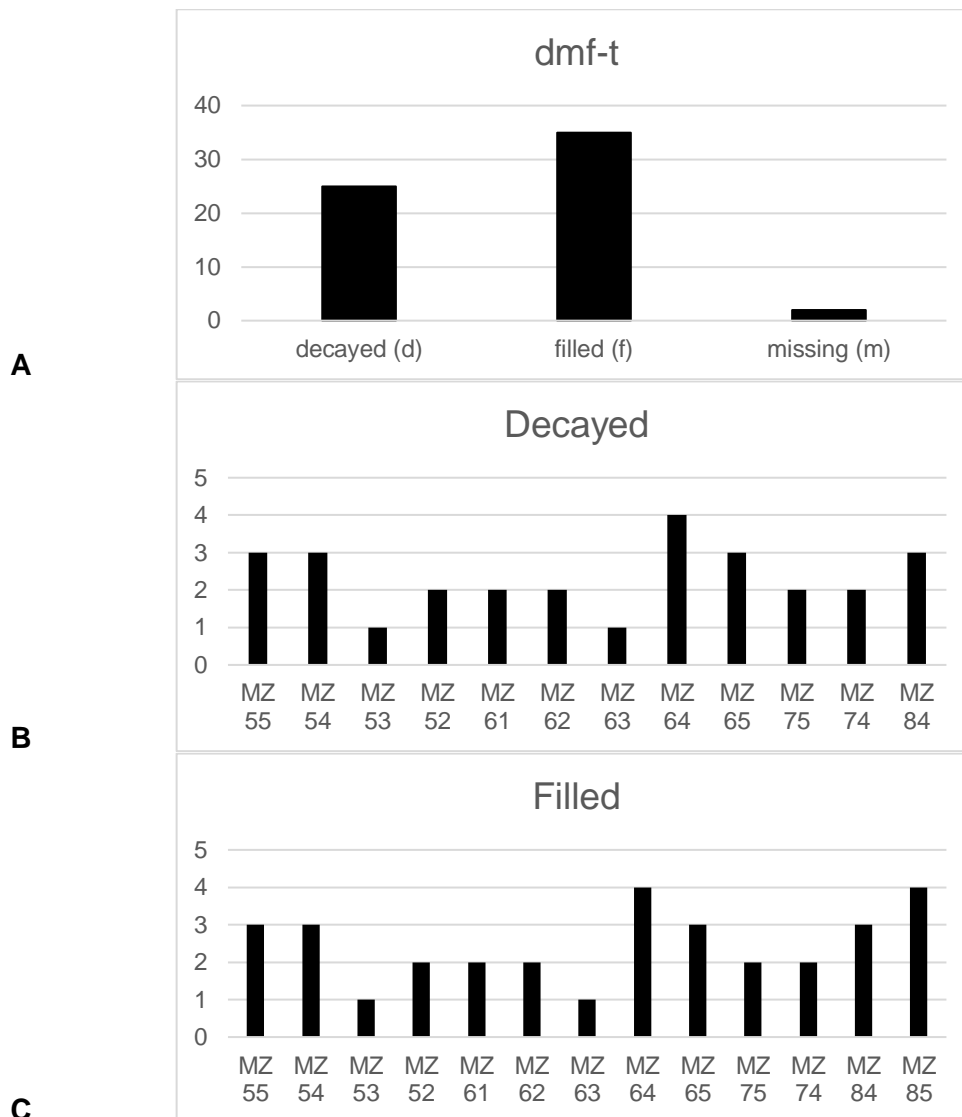 dmf-t
40
30
20
10
0
decayed (d) filled (f) missing (m)
A
Decayed
5
4
3
2
1
0
MZ MZ MZ MZ MZ MZ MZ MZ MZ MZ MZ MZ
55 54 53 52 61 62 63 64 65 75 74 84
B
Filled
5
4
3
2
1
0
MZ MZ MZ MZ MZ MZ MZ MZ MZ MZ MZ MZ MZ
55 54 53 52 61 62 63 64 65 75 74 84 85
C